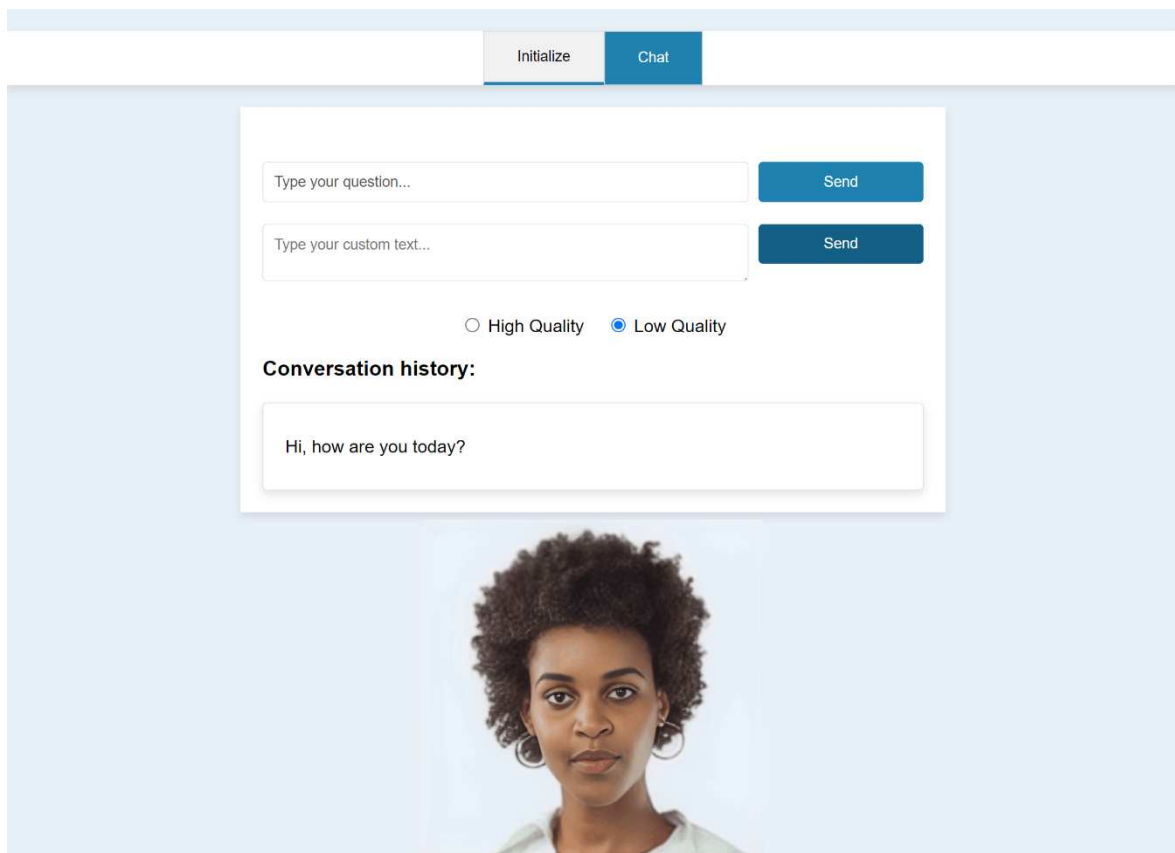 Initialize Chat
Type your question... Send
Type your custom text... Send
High Quality Low Quality
Conversation history:
Hi, how are you today?